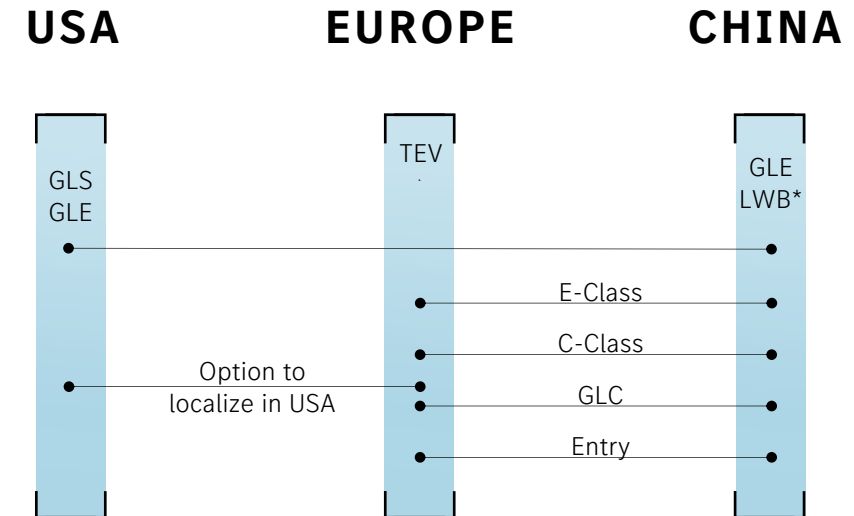 USA EUROPE CHINA
TEV
.
GLS
GLE
GLE
LWB*
E-Class
C-Class
Option to
localize in USA
GLC
Entry